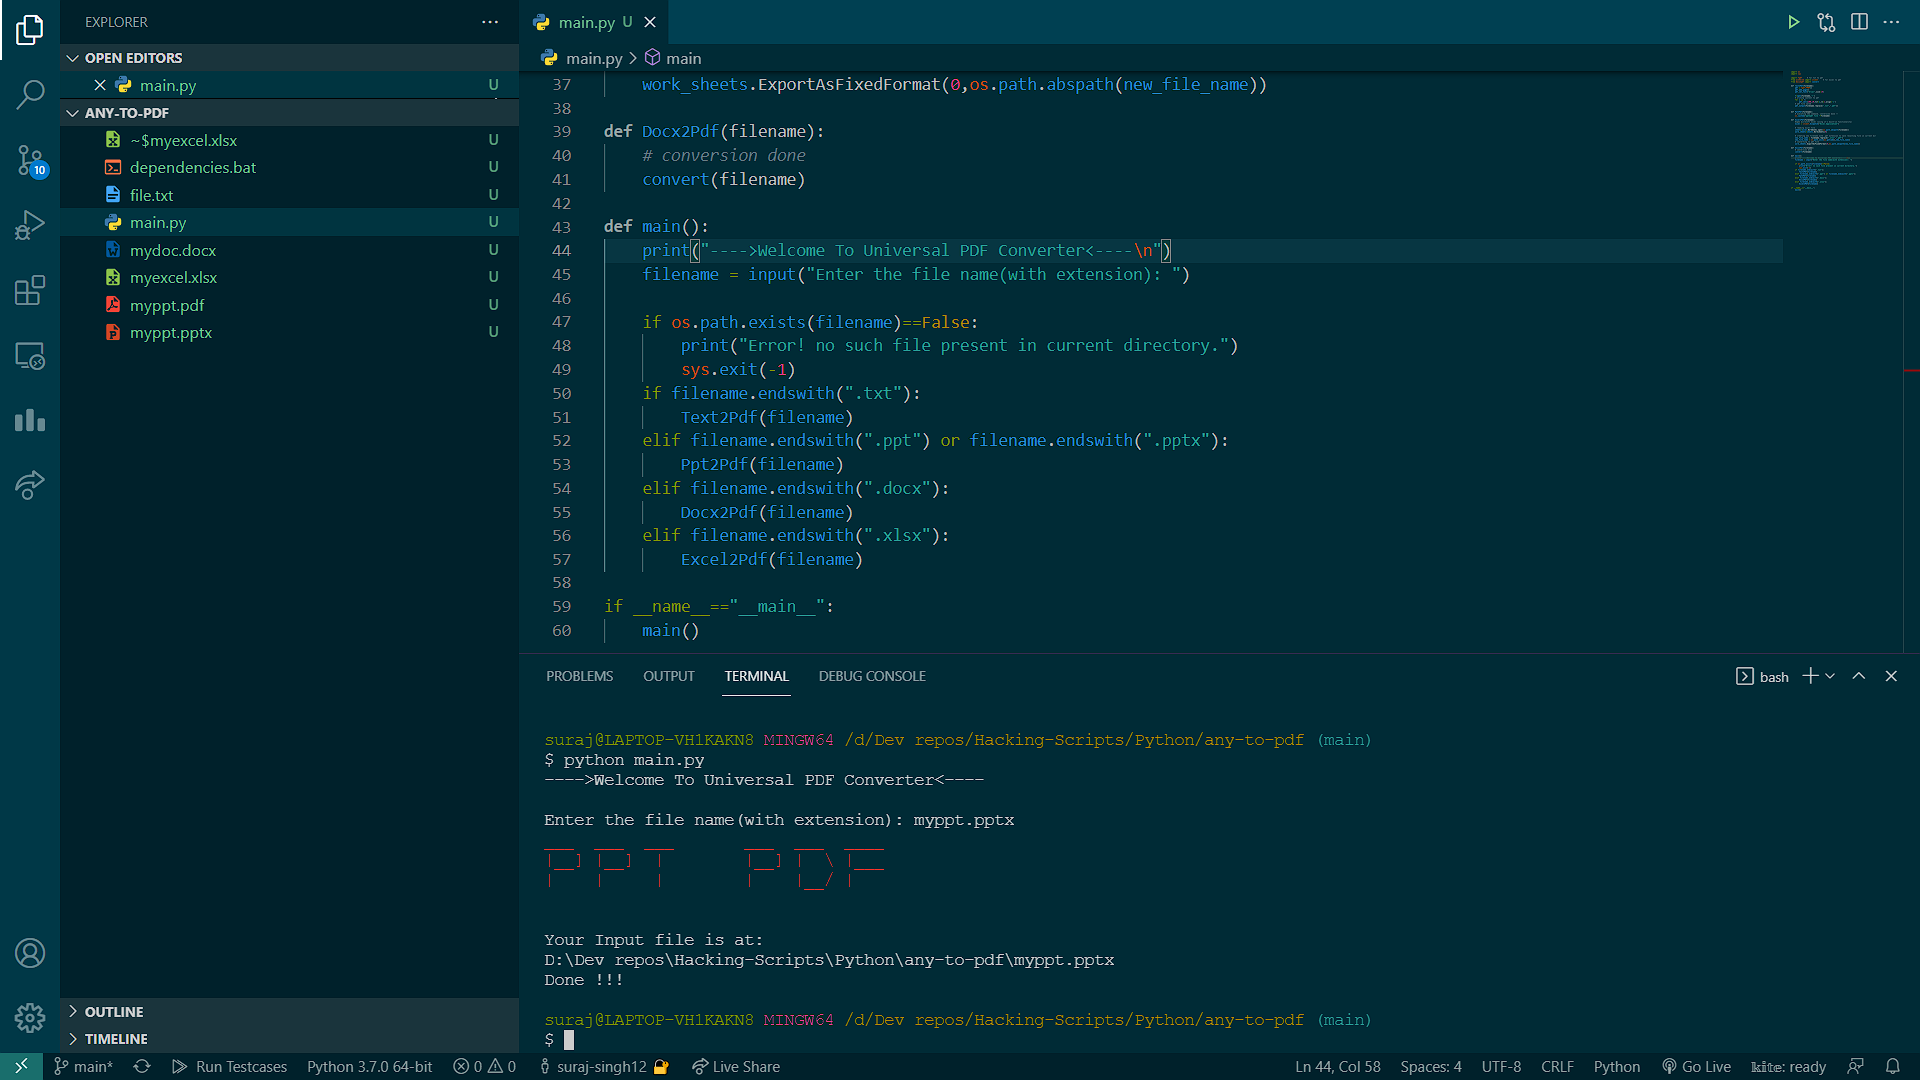 EXPLORER
OPEN EDITORS
main.py U
ANY-TO-PDF
~$myexcel.xlsx U
dependencies.bat U
file.txt U
main.py U
mydoc.docx U
myexcel.xlsx U
myppt.pdf U
myppt.pptx U
10
OUTLINE
TIMELINE
main.py U
main.py > main
37 work_sheets.ExportAsFixedFormat(0,os.path.abspath(new_file_name))
38
39 def Docx2Pdf(filename):
40 # conversion done
41 convert(filename)
42
43 def main():
44 print("---->Welcome To Universal PDF Converter<----\n")
45 filename = input("Enter the file name(with extension): ")
46
47 if os.path.exists(filename)==False:
48 print("Error! no such file present in current directory.")
49 sys.exit(-1)
50 if filename.endswith(".txt"):
51 Text2Pdf(filename)
52 elif filename.endswith(".ppt") or filename.endswith(".pptx"):
53 Ppt2Pdf(filename)
54 elif filename.endswith(".docx"):
55 Docx2Pdf(filename)
56 elif filename.endswith(".xlsx"):
57 Excel2Pdf(filename)
58
59 if __name__=="__main__":
60 main()
PROBLEMS OUTPUT TERMINAL DEBUG CONSOLE
bash
suraj@LAPTOP-VH1KAKN8 MINGW64 /d/Dev repos/Hacking-Scripts/Python/any-to-pdf (main)
$ python main.py
---->Welcome To Universal PDF Converter<----
Enter the file name(with extension): myppt.pptx
PPT PDF
Your Input file is at:
D:\Dev repos\Hacking-Scripts\Python\any-to-pdf\myppt.pptx
Done !!!
suraj@LAPTOP-VH1KAKN8 MINGW64 /d/Dev repos/Hacking-Scripts/Python/any-to-pdf (main)
$
main* Run Testcases Python 3.7.0 64-bit 0 0 suraj-singh12 Live Share Ln 44, Col 58 Spaces: 4 UTF-8 CRLF Python Go Live kite: ready